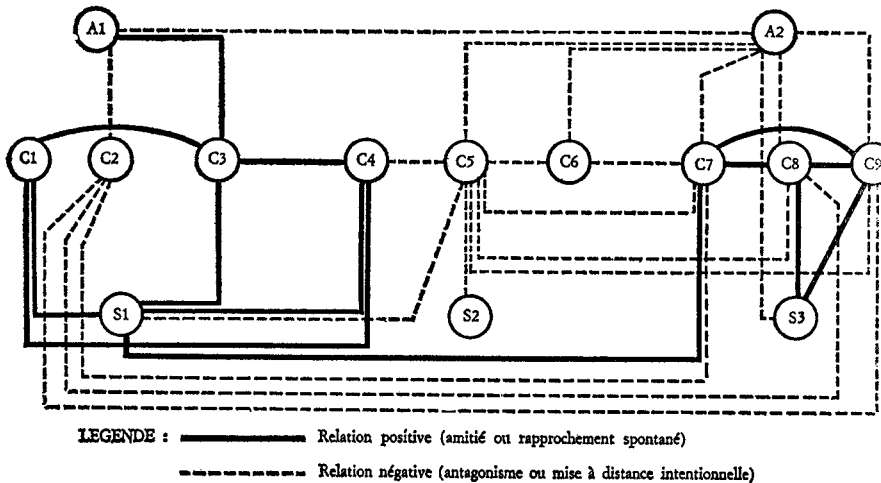 A1
A2
C1
C2
C3
C4
C5
C6
C7
C8
C9
S1
S2
S3
LEGENDE :
Relation positive (amitié ou rapprochement spontané)
Relation négative (antagonisme ou mise à distance intentionnelle)